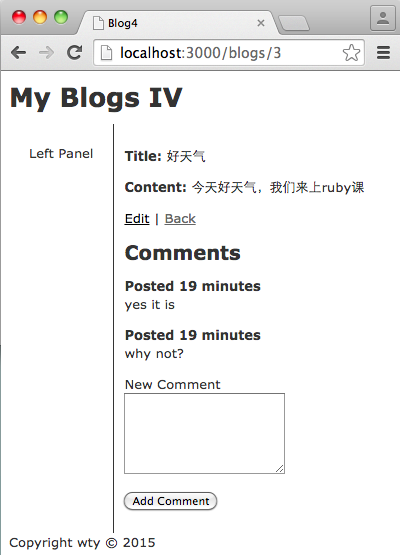 Blog4
localhost:3000/blogs/3
My Blogs IV
Left Panel
Title: 好天气
Content: 今天好天气，我们来上ruby课
Edit | Back
Comments
Posted 19 minutes
yes it is
Posted 19 minutes
why not?
New Comment
Add Comment
Copyright wty © 2015